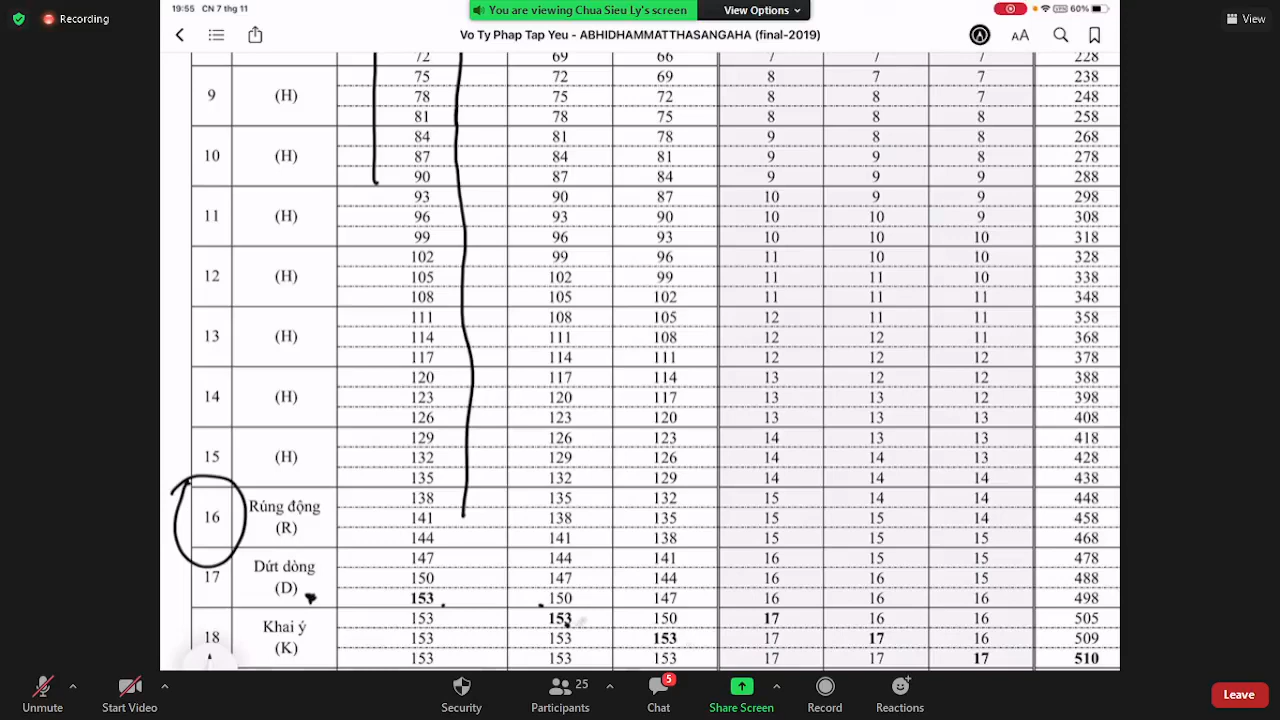 19:55 CN 7 thg 11
You are viewing Chua Sieu Ly's screen
View Options
60%
Recording
View
Vo Ty Phap Tap Yeu - ABHIDHAMMATTHASANGAHA (final-2019)
AA
72 69 66 7 7 7 228
75 72 69 8 7 7 238
9 (H) 78 75 72 8 8 7 248
81 78 75 8 8 8 258
84 81 78 9 8 8 268
10 (H) 87 84 81 9 9 8 278
90 87 84 9 9 9 288
93 90 87 10 9 9 298
11 (H) 96 93 90 10 10 9 308
99 96 93 10 10 10 318
102 99 96 11 10 10 328
12 (H) 105 102 99 11 11 10 338
108 105 102 11 11 11 348
111 108 105 12 11 11 358
13 (H) 114 111 108 12 12 11 368
117 114 111 12 12 12 378
120 117 114 13 12 12 388
14 (H) 123 120 117 13 13 12 398
126 123 120 13 13 13 408
129 126 123 14 13 13 418
15 (H) 132 129 126 14 14 13 428
135 132 129 14 14 14 438
Rúng động 138 135 132 15 14 14 448
16 (R) 141 138 135 15 15 14 458
144 141 138 15 15 15 468
Dứt dòng 147 144 141 16 15 15 478
17 (D) 150 147 144 16 16 15 488
153 150 147 16 16 16 498
Khai ý 153 153 150 17 16 16 505
18 (K) 153 153 153 17 17 16 509
153 153 153 17 17 17 510
Unmute
Start Video
Security
25
Participants
5
Chat
Share Screen
Record
Reactions
Leave